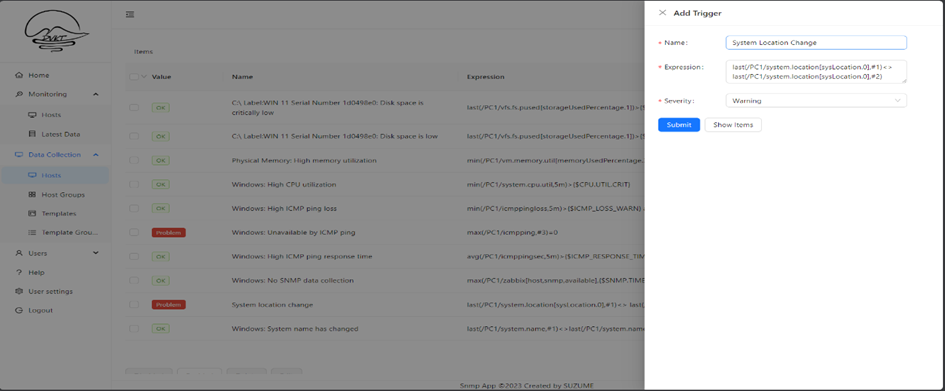 Home
Monitoring
Hosts
Latest Data
Data Collection
Hosts
Host Groups
Templates
Template Grou...
Users
Help
User settings
Logout
Items
Value Name Expression
OK C:\ Label:WIN 11 Serial Number 1d0498e0: Disk space is
critically low last(/PC1/vfs.fs.pused[storageUsedPercentage.1])>{$
OK C:\ Label:WIN 11 Serial Number 1d0498e0: Disk space is low last(/PC1/vfs.fs.pused[storageUsedPercentage.1])>{$
OK Physical Memory: High memory utilization min(/PC1/vm.memory.util[memoryUsedPercentage.
OK Windows: High CPU utilization min(/PC1/system.cpu.util,5m)>{$CPU.UTIL.CRIT}
OK Windows: High ICMP ping loss min(/PC1/icmppingloss,5m)>{$ICMP_LOSS_WARN}
Problem Windows: Unavailable by ICMP ping max(/PC1/icmpping,#3)=0
OK Windows: High ICMP ping response time avg(/PC1/icmppingsec,5m)>{$ICMP_RESPONSE_TIM
OK Windows: No SNMP data collection max(/PC1/zabbix[host,snmp,available],{$SNMP.TIME
Problem System location change last(/PC1/system.location[sysLocation.0],#1)<> last(
OK Windows: System name has changed last(/PC1/system.name,#1)<>last(/PC1/system.name
Snmp App ©2023 Created by SUZUME
Add Trigger
* Name: System Location Change
* Expression: last(/PC1/system.location[sysLocation.0],#1)<>
last(/PC1/system.location[sysLocation.0],#2)
* Severity: Warning
Submit Show Items